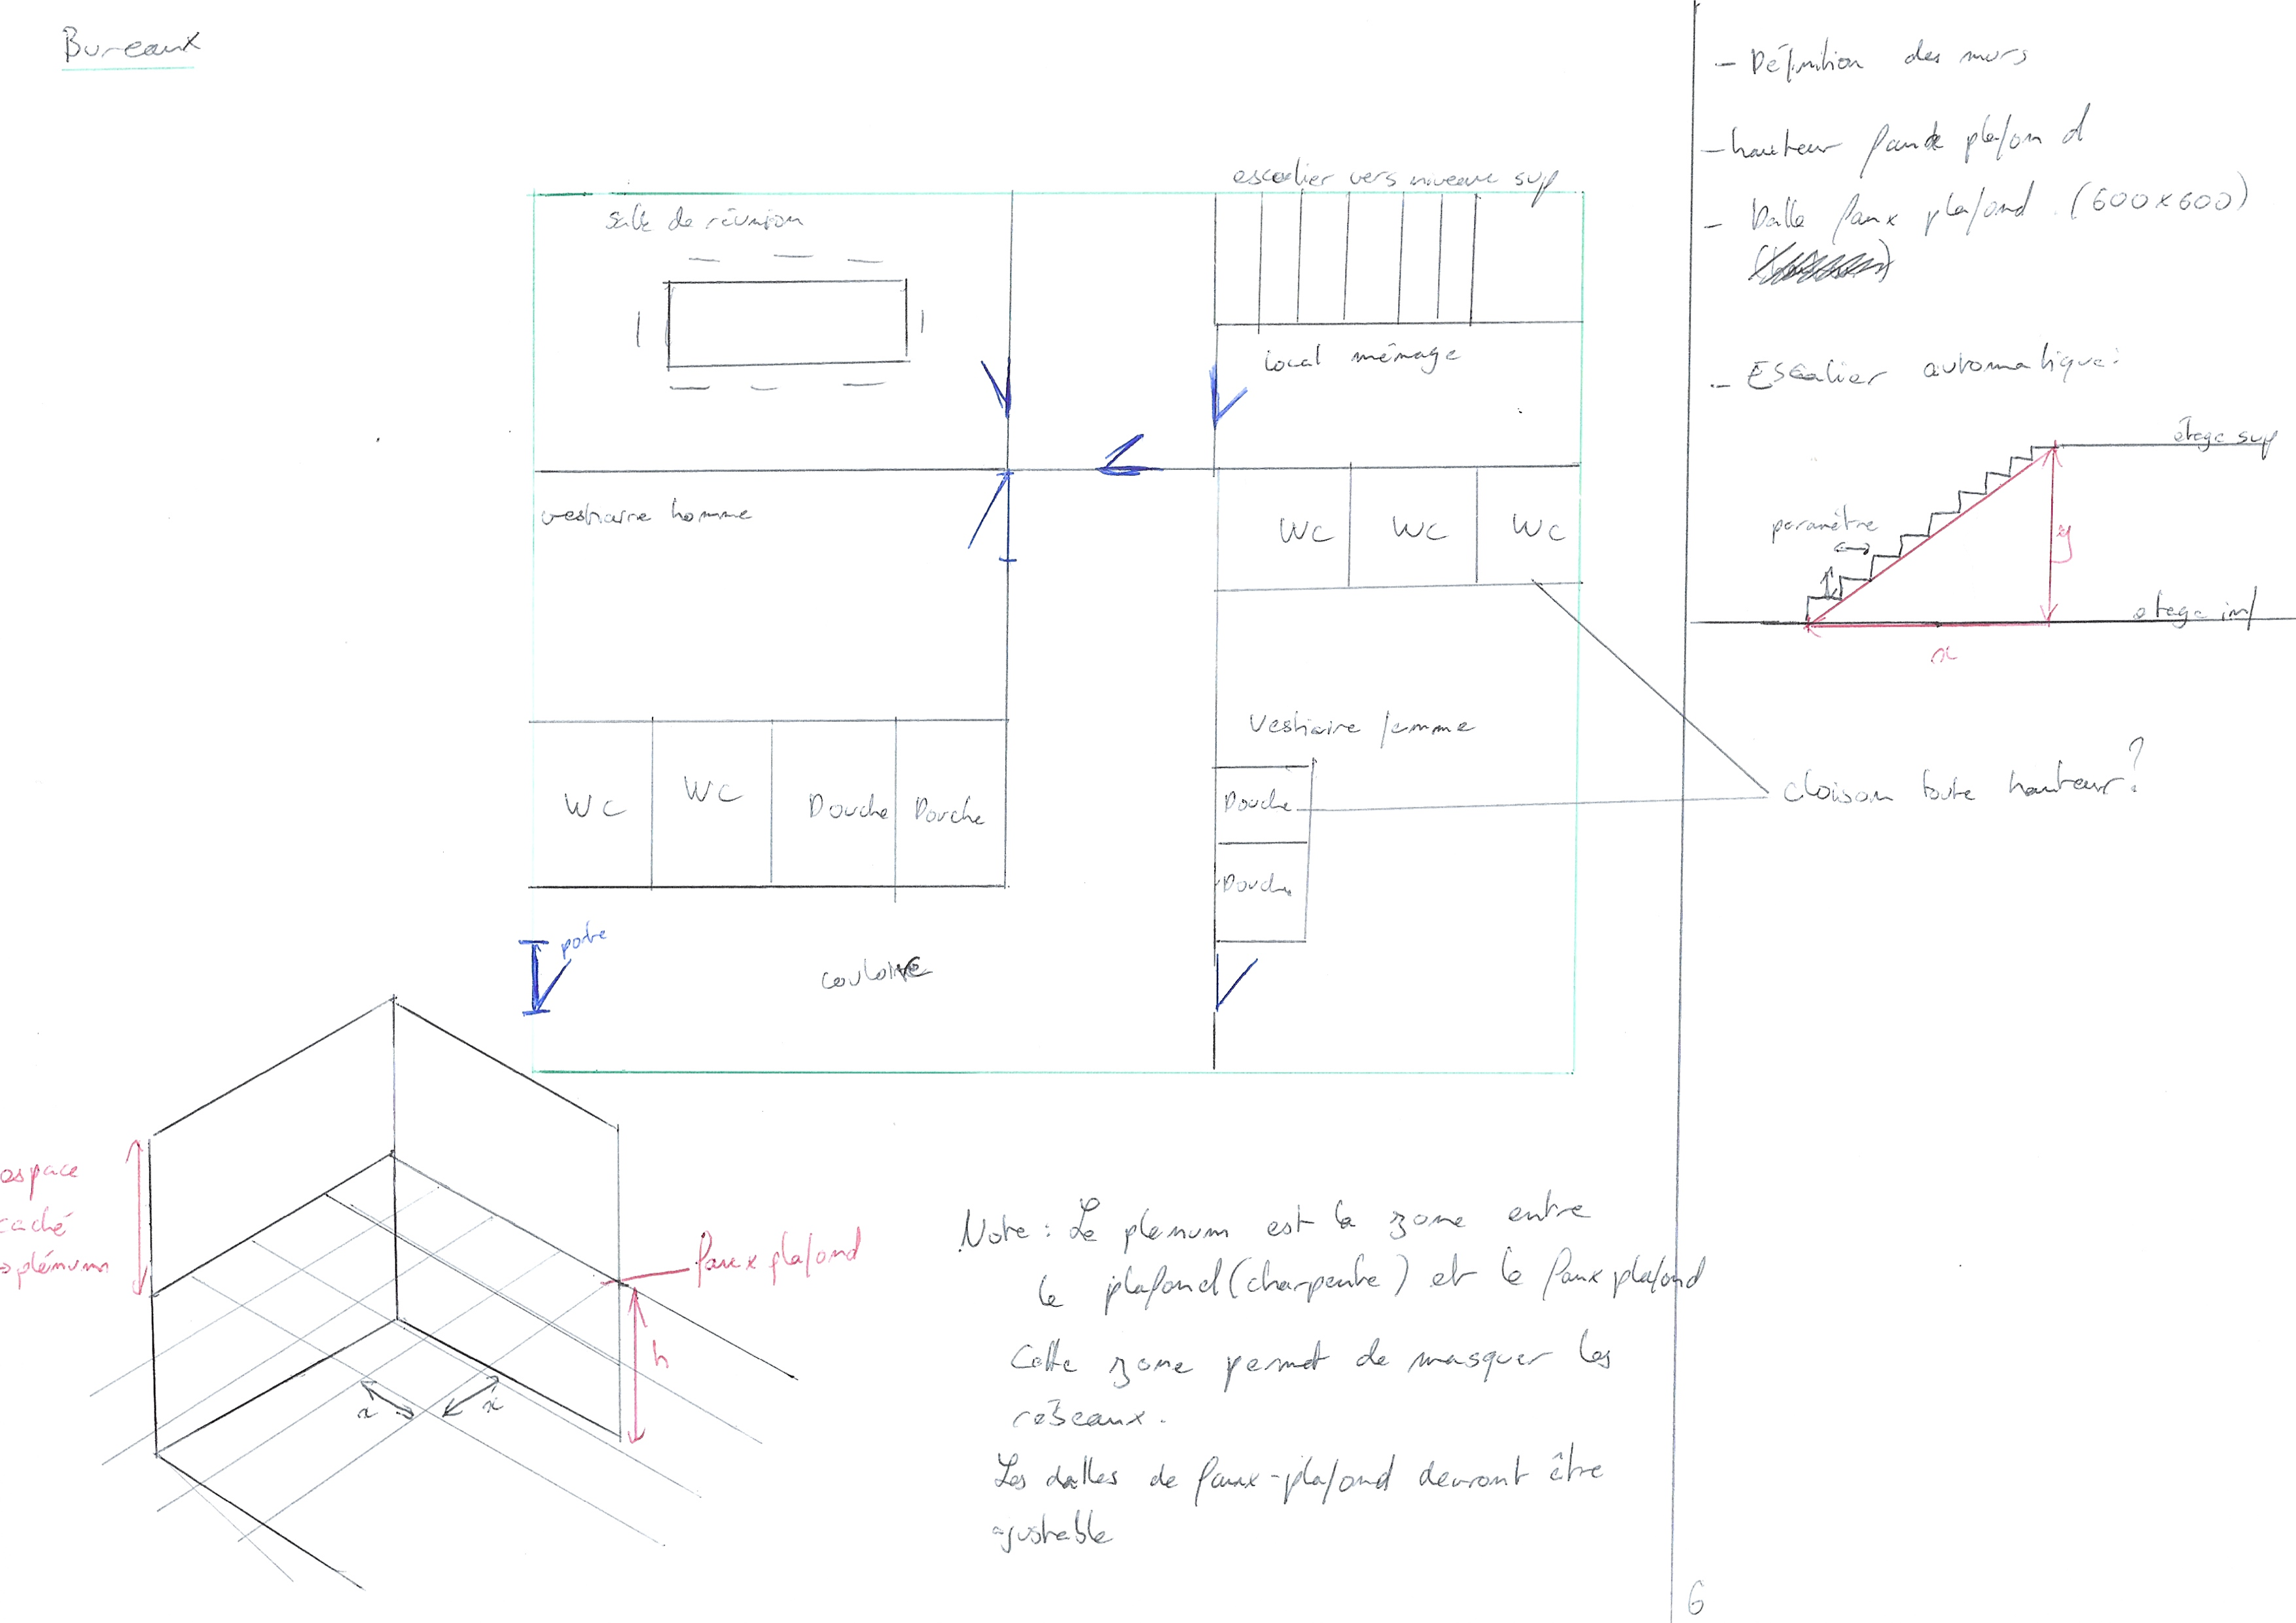 Bureaux
escalier vers niveau sup
salle de réunion
local ménage
vestiaire homme
WC
WC
WC
Vestiaire femme
WC
WC
Douche
Douche
Douche
Douche
porte
couloire
espace
caché
=>plénum
faux plafond
h
x
x
Note : Le plenum est la zone entre
le plafond (charpente) et le faux plafond
Cette zone permet de masquer les
réseaux.
Les dalles de faux-plafond devront être
ajustable
- Définition des murs
- hauteur faux plafond
- Dalle faux plafond (600x600)
- Escalier automatique :
étage sup
paramètre
y
etage inf
x
cloison toute hauteur ?
6